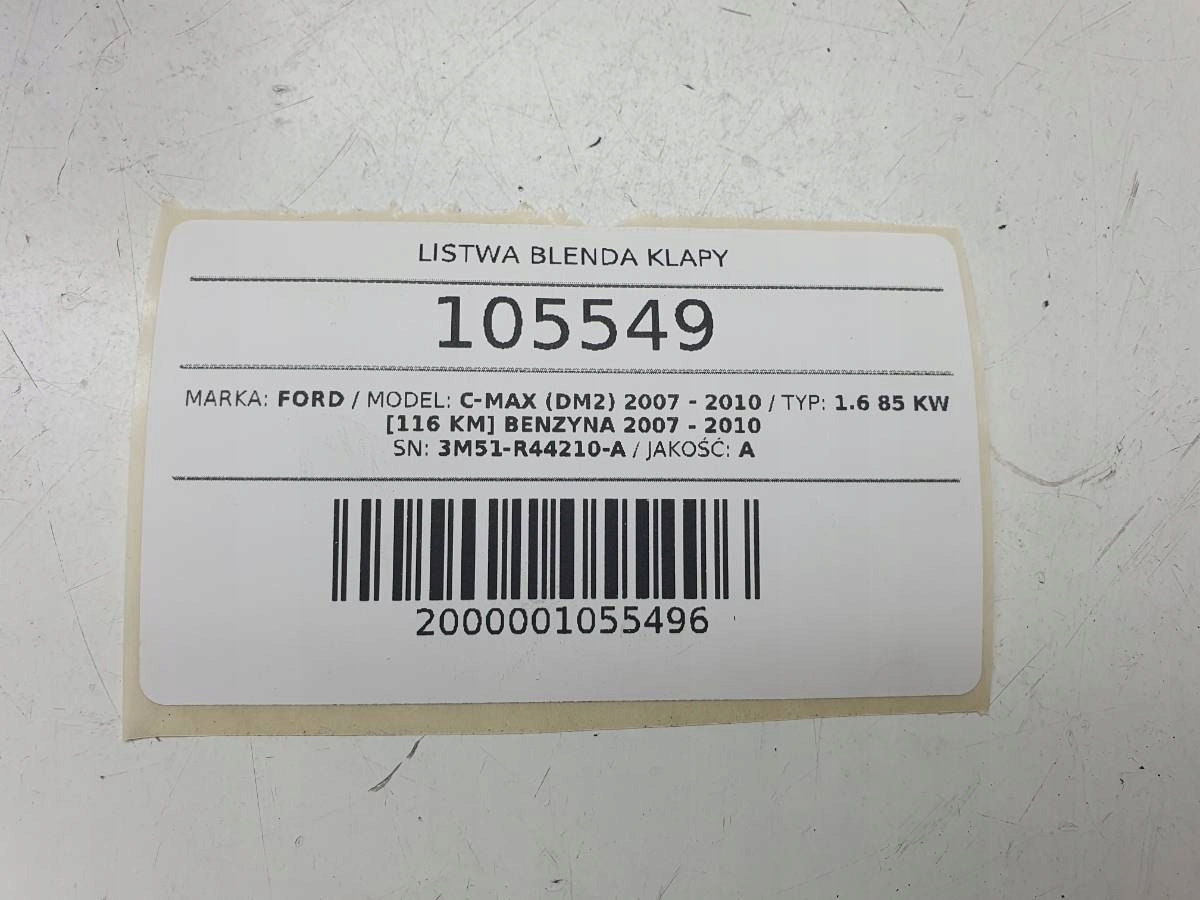 LISTWA BLENDA KLAPY
105549
MARKA: FORD / MODEL: C-MAX (DM2) 2007 - 2010 / TYP: 1.6 85 KW
[116 KM] BENZYNA 2007 - 2010
SN: 3M51-R44210-A / JAKOŚĆ: A
2000001055496